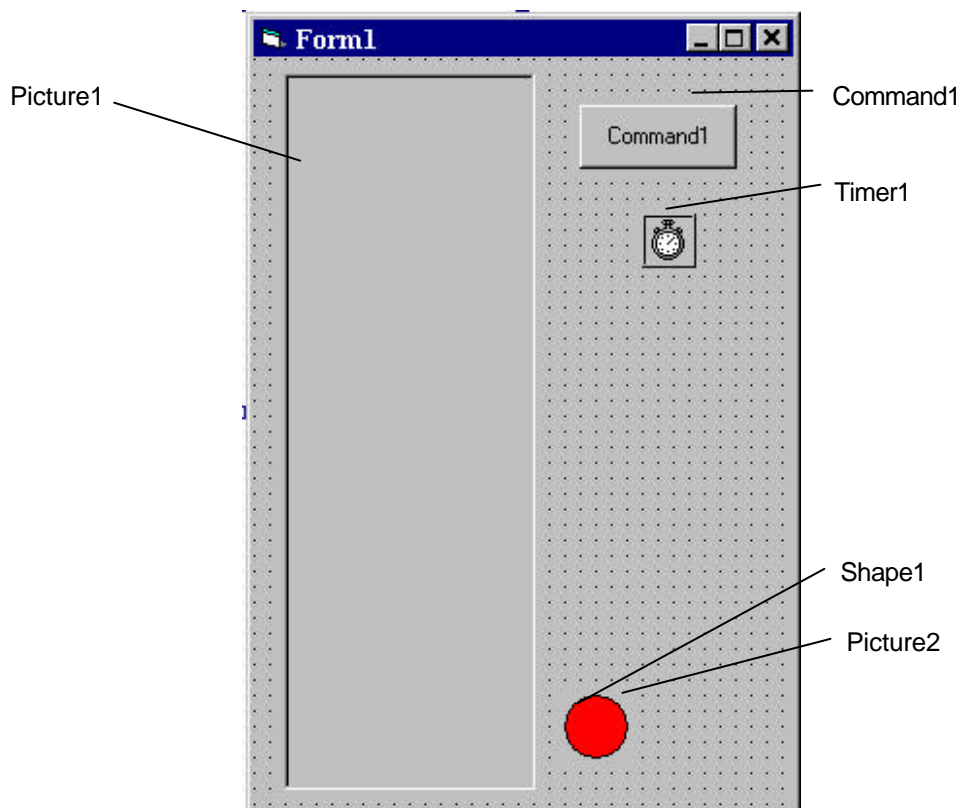 Form1
Picture1
Command1
Command1
Timer1
Shape1
Picture2